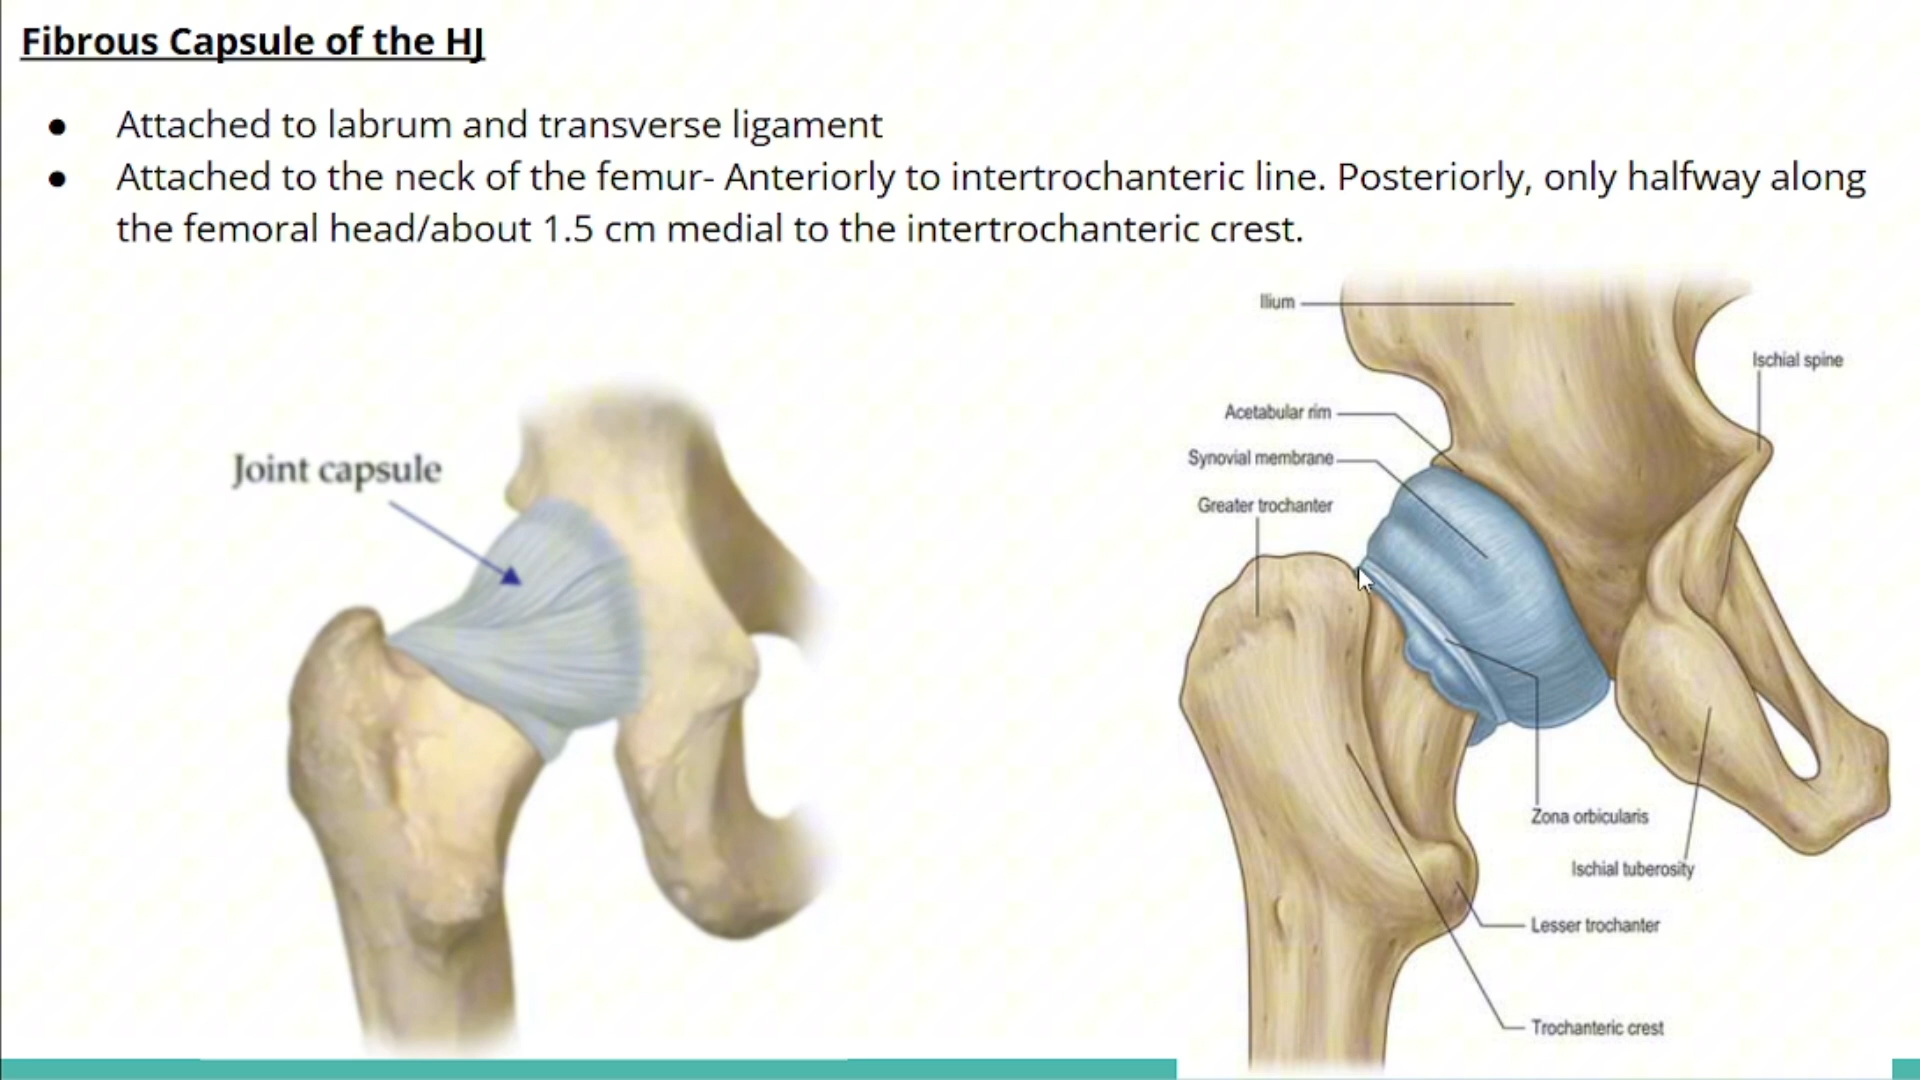 Fibrous Capsule of the HJ
● Attached to labrum and transverse ligament
● Attached to the neck of the femur- Anteriorly to intertrochanteric line. Posteriorly, only halfway along
the femoral head/about 1.5 cm medial to the intertrochanteric crest.
Joint capsule
Ilium
Ischial spine
Acetabular rim
Synovial membrane
Greater trochanter
Zona orbicularis
Ischial tuberosity
Lesser trochanter
Trochanteric crest